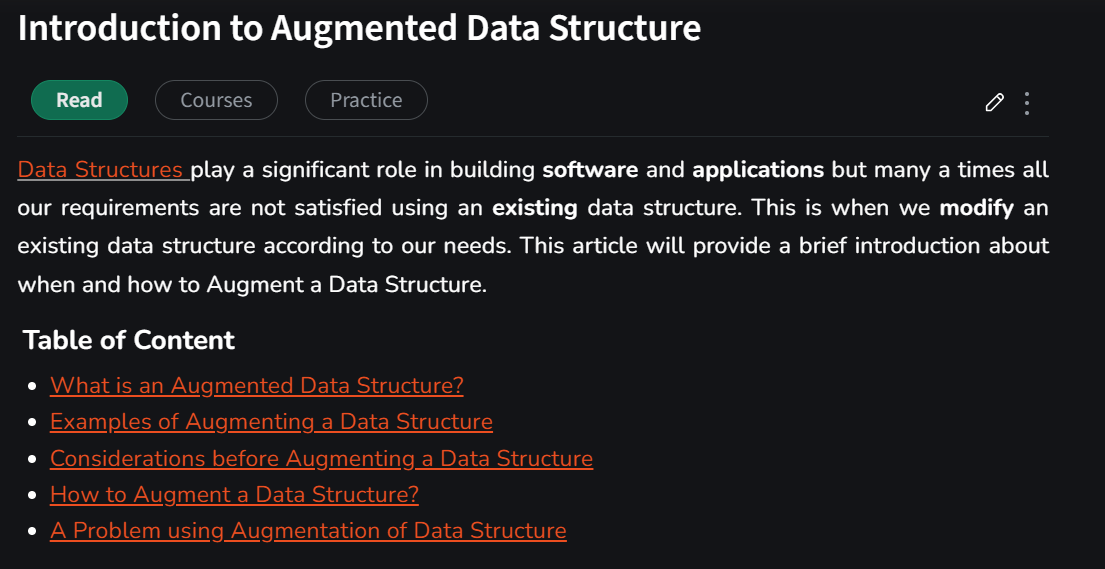 Introduction to Augmented Data Structure
Read Courses Practice
Data Structures play a significant role in building software and applications but many a times all
our requirements are not satisfied using an existing data structure. This is when we modify an
existing data structure according to our needs. This article will provide a brief introduction about
when and how to Augment a Data Structure.
Table of Content
What is an Augmented Data Structure?
Examples of Augmenting a Data Structure
Considerations before Augmenting a Data Structure
How to Augment a Data Structure?
A Problem using Augmentation of Data Structure